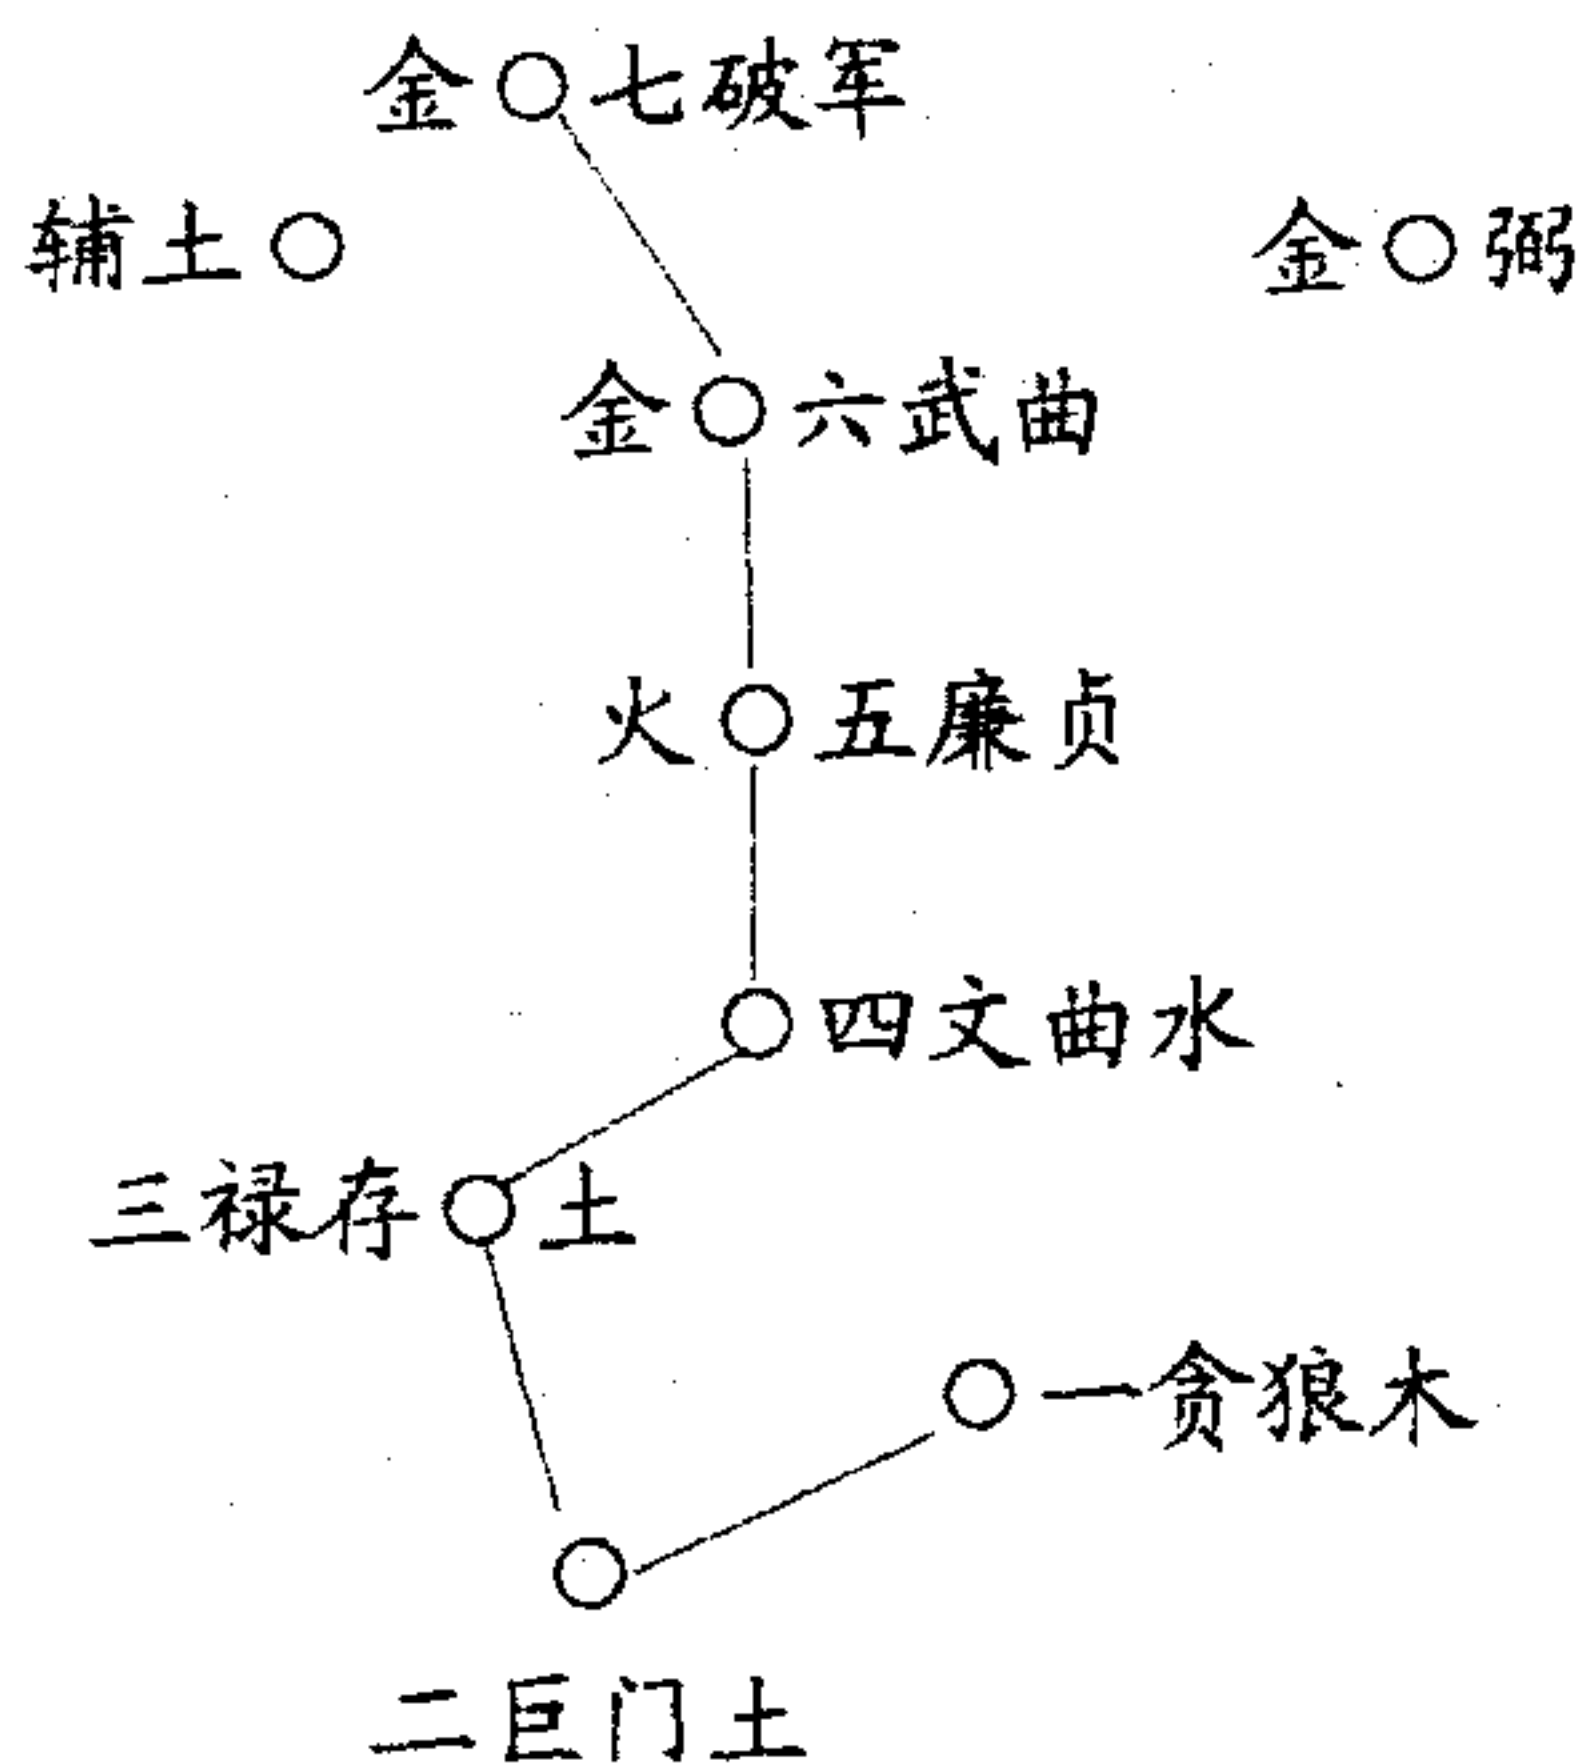 金 七破军
辅土 金 弼
金 六武曲
火 五廉贞
四文曲水
三禄存 土
一贪狼木
二巨门土